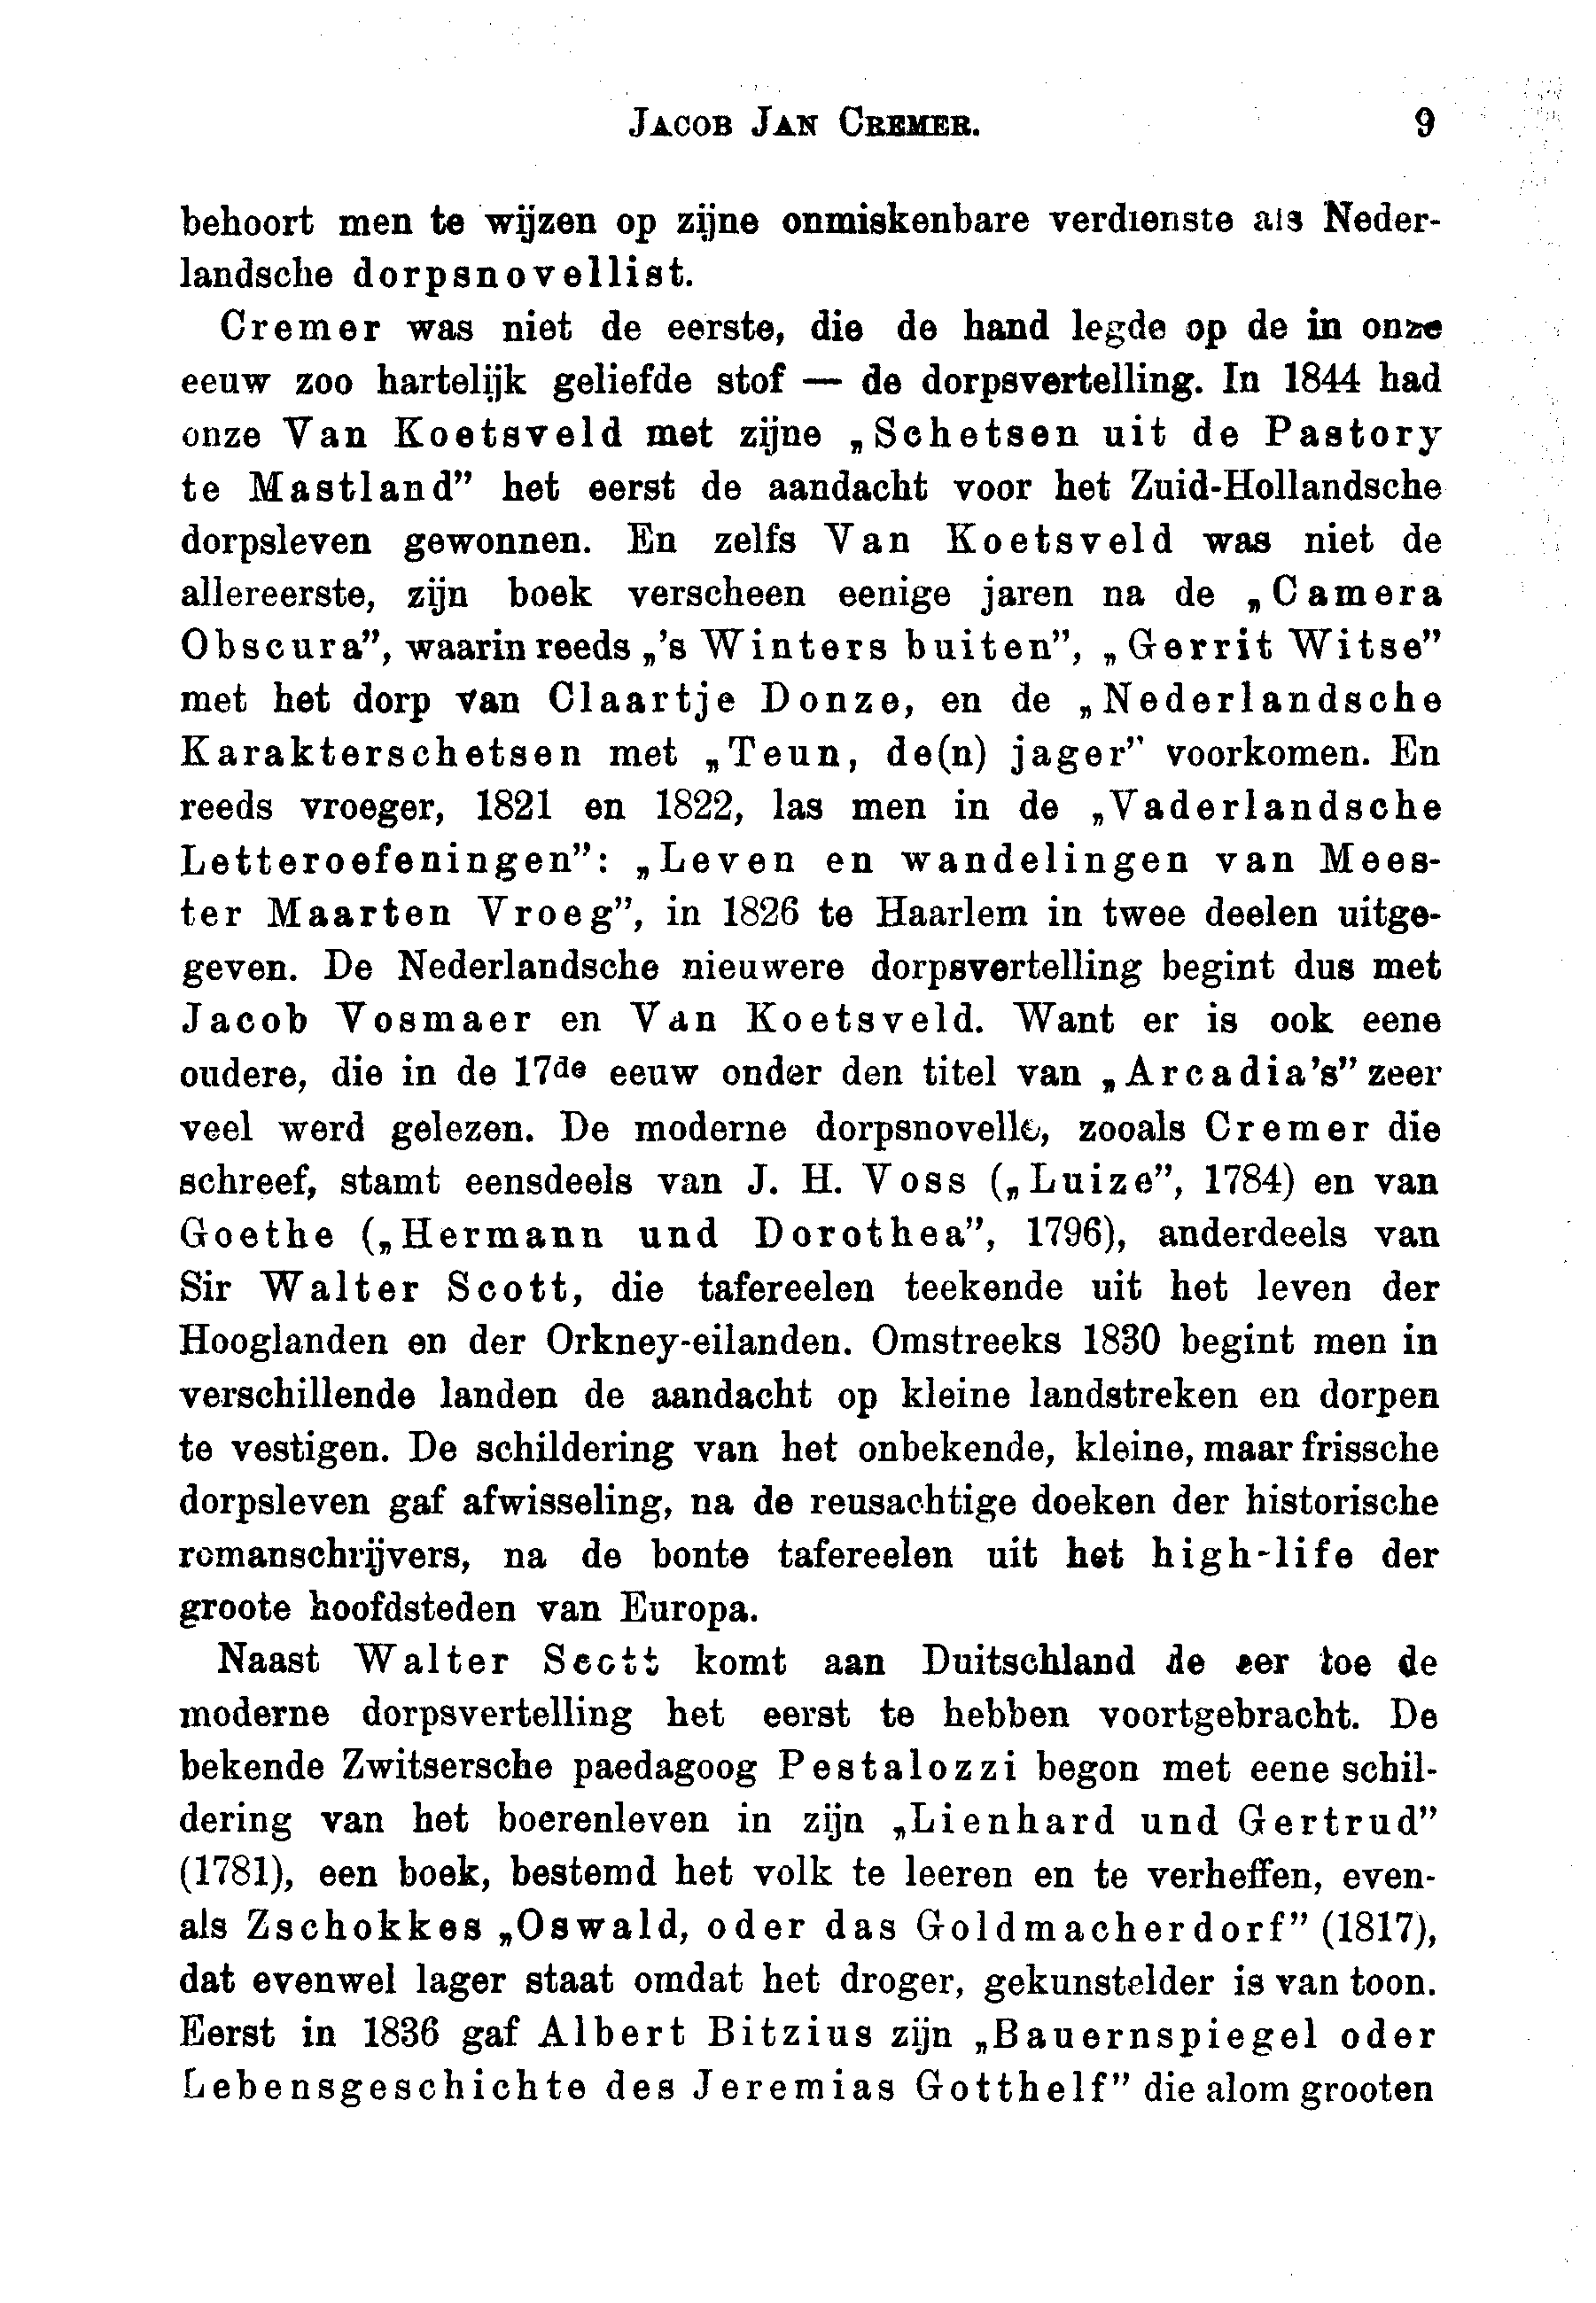 JACOB JAN CREMER. 9
behoort men te wijzen op zijne onmiskenbare verdienste als Neder-
landsche dorpsnovellist.
Cremer was niet de eerste, die de hand legde op de in onze
eeuw zoo hartelijk geliefde stof — de dorpsvertelling. In 1844 had
onze Van Koetsveld met zijne „Schetsen uit de Pastory
te Mastland” het eerst de aandacht voor het Zuid-Hollandsche
dorpsleven gewonnen. En zelfs Van Koetsveld was niet de
allereerste, zijn boek verscheen eenige jaren na de „Camera
Obscura”, waarin reeds „'s Winters buiten”, „Gerrit Witse”
met het dorp van Claartje Donze, en de „Nederlandsche
Karakterschetsen met „Teun, de(n) jager” voorkomen. En
reeds vroeger, 1821 en 1822, las men in de „Vaderlandsche
Letteroefeningen”: „Leven en wandelingen van Mees-
ter Maarten Vroeg”, in 1826 te Haarlem in twee deelen uitge-
geven. De Nederlandsche nieuwere dorpsvertelling begint dus met
Jacob Vosmaer en Van Koetsveld. Want er is ook eene
oudere, die in de 17de eeuw onder den titel van „Arcadia's” zeer
veel werd gelezen. De moderne dorpsnovelle, zooals Cremer die
schreef, stamt eensdeels van J. H. Voss („Luize”, 1784) en van
Goethe („Hermann und Dorothea”, 1796), anderdeels van
Sir Walter Scott, die tafereelen teekende uit het leven der
Hooglanden en der Orkney-eilanden. Omstreeks 1830 begint men in
verschillende landen de aandacht op kleine landstreken en dorpen
te vestigen. De schildering van het onbekende, kleine, maar frissche
dorpsleven gaf afwisseling, na de reusachtige doeken der historische
romanschrijvers, na de bonte tafereelen uit het high-life der
groote hoofdsteden van Europa.
Naast Walter Scott komt aan Duitschland de eer toe de
moderne dorpsvertelling het eerst te hebben voortgebracht. De
bekende Zwitsersche paedagoog Pestalozzi begon met eene schil-
dering van het boerenleven in zijn „Lienhard und Gertrud”
(1781), een boek, bestemd het volk te leeren en te verheffen, even-
als Zschokkes „Oswald, oder das Goldmacherdorf” (1817),
dat evenwel lager staat omdat het droger, gekunstelder is van toon.
Eerst in 1836 gaf Albert Bitzius zijn „Bauernspiegel oder
Lebensgeschichte des Jeremias Gotthelf” die alom grooten